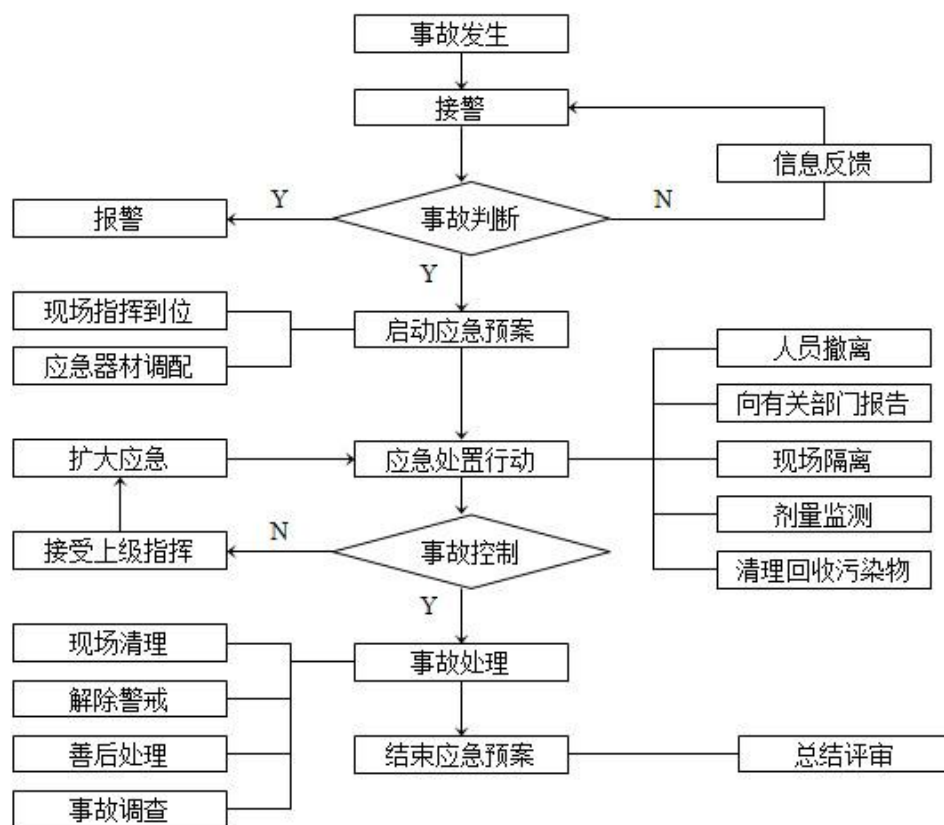 事故发生
接警
信息反馈
Y
N
报警
事故判断
Y
现场指挥到位
启动应急预案
应急器材调配
人员撤离
向有关部门报告
扩大应急
应急处置行动
现场隔离
剂量监测
N
接受上级指挥
事故控制
清理回收污染物
Y
现场清理
事故处理
解除警戒
善后处理
结束应急预案
总结评审
事故调查